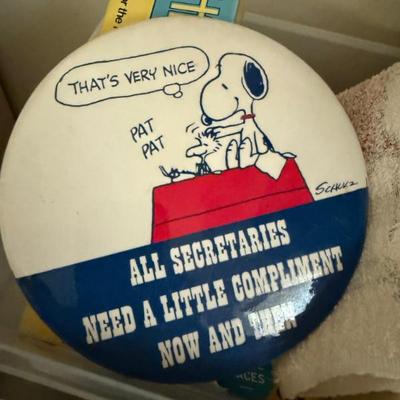 THAT'S VERY NICE
PAT
PAT
SCHULZ
ALL SECRETARIES
NEED A LITTLE COMPLIMENT
NOW AND THEN